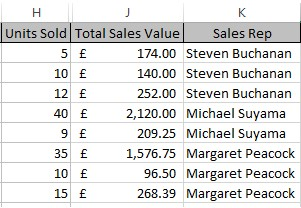 H J K
Units Sold Total Sales Value Sales Rep
5 £ 174.00 Steven Buchanan
10 £ 140.00 Steven Buchanan
12 £ 252.00 Steven Buchanan
40 £ 2,120.00 Michael Suyama
9 £ 209.25 Michael Suyama
35 £ 1,576.75 Margaret Peacock
10 £ 96.50 Margaret Peacock
15 £ 268.39 Margaret Peacock